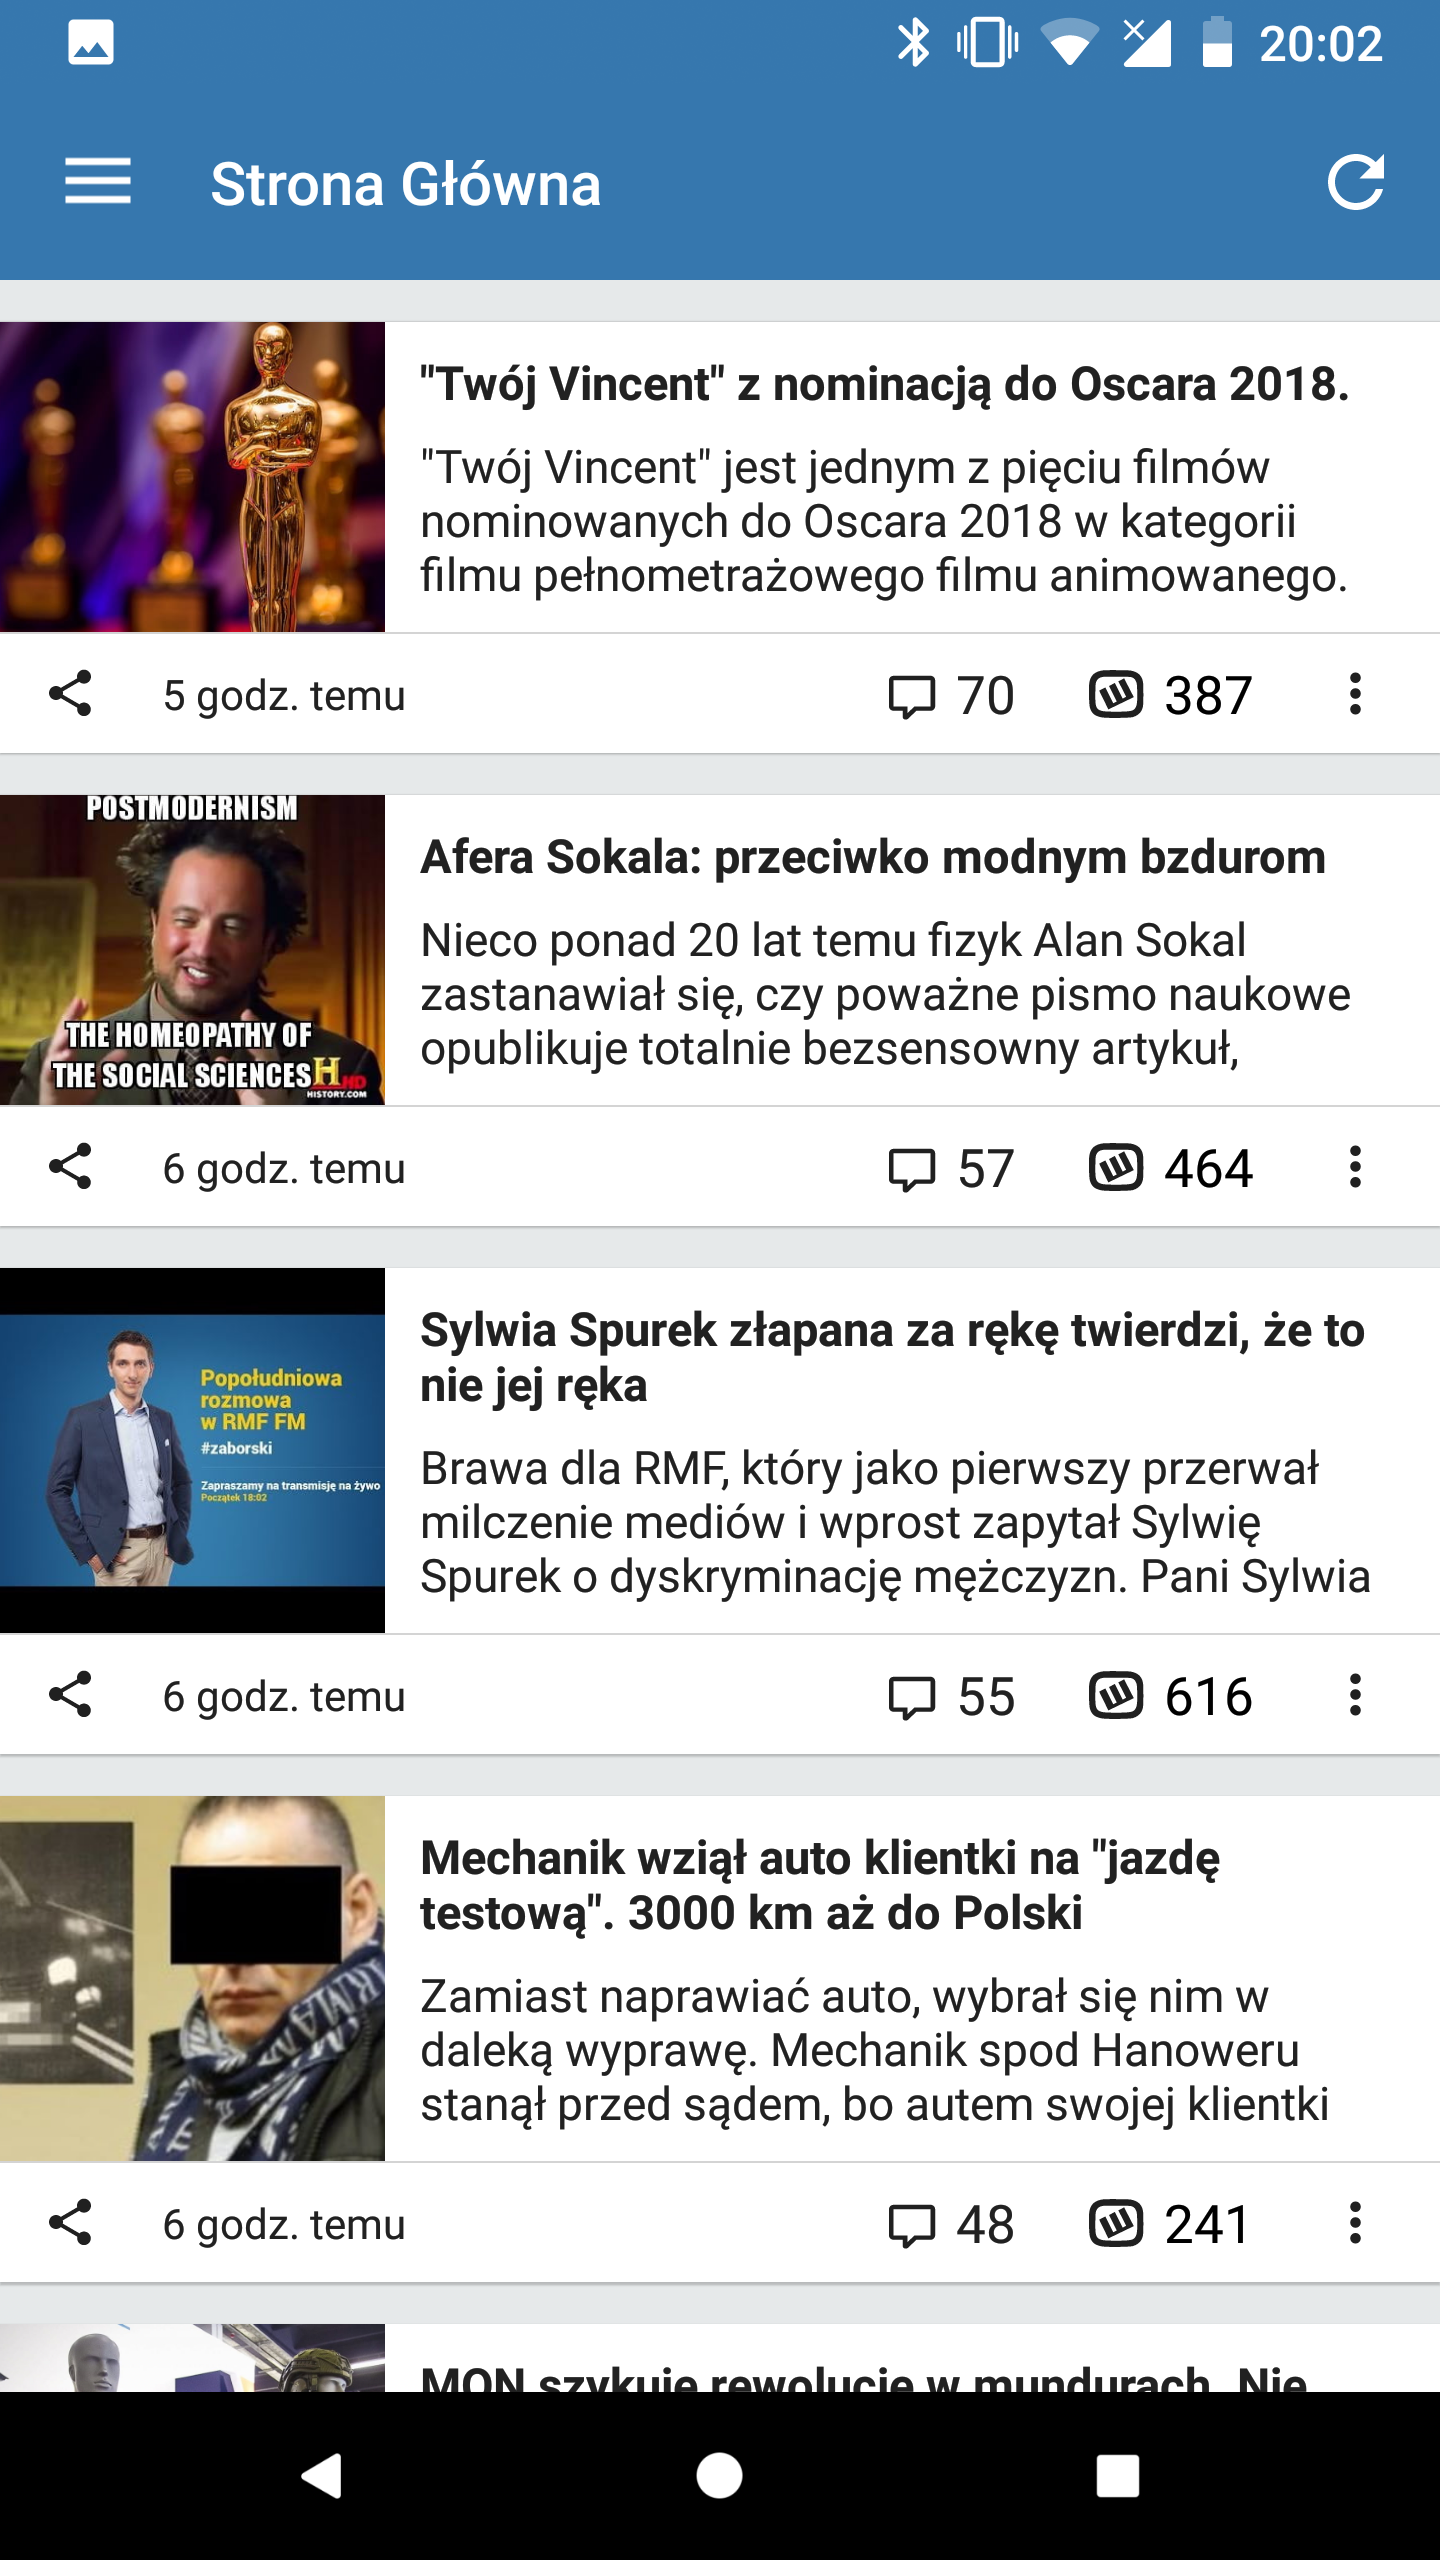 20:02
Strona Główna
"Twój Vincent" z nominacją do Oscara 2018.
"Twój Vincent" jest jednym z pięciu filmów
nominowanych do Oscara 2018 w kategorii
filmu pełnometrażowego filmu animowanego.
5 godz. temu
70
387
POSTMODERNISM
THE HOMEOPATHY OF
THE SOCIAL SCIENCES
H HD
HISTORY.COM
Afera Sokala: przeciwko modnym bzdurom
Nieco ponad 20 lat temu fizyk Alan Sokal
zastanawiał się, czy poważne pismo naukowe
opublikuje totalnie bezsensowny artykuł,
6 godz. temu
57
464
Popołudniowa
rozmowa
w RMF FM
#zaborski
Zapraszamy na transmisję na żywo
Początek 18:02
Sylwia Spurek złapana za rękę twierdzi, że to
nie jej ręka
Brawa dla RMF, który jako pierwszy przerwał
milczenie mediów i wprost zapytał Sylwię
Spurek o dyskryminację mężczyzn. Pani Sylwia
6 godz. temu
55
616
Mechanik wziął auto klientki na "jazdę
testową". 3000 km aż do Polski
Zamiast naprawiać auto, wybrał się nim w
daleką wyprawę. Mechanik spod Hanoweru
stanął przed sądem, bo autem swojej klientki
6 godz. temu
48
241
MON szykuje rewolucję w mundurach. Nie